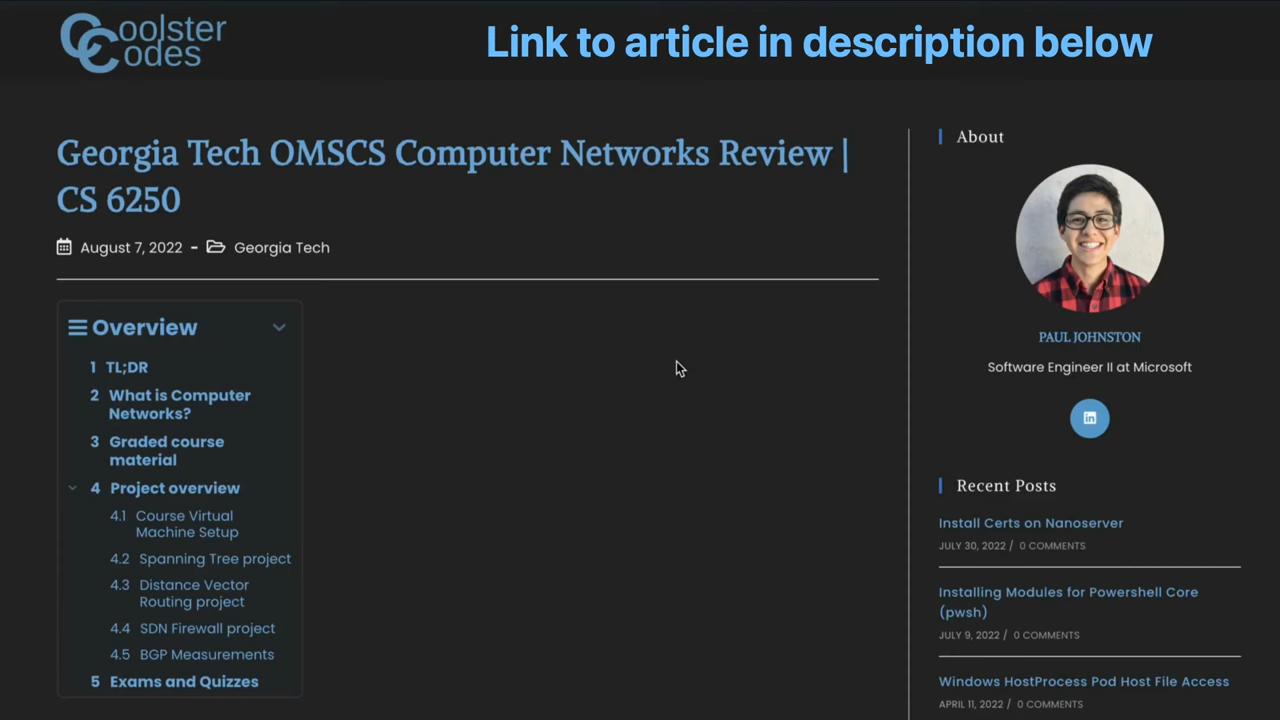 Coolster
Codes
Link to article in description below
Georgia Tech OMSCS Computer Networks Review |
CS 6250
August 7, 2022 - Georgia Tech
Overview
1 TL;DR
2 What is Computer
Networks?
3 Graded course
material
4 Project overview
4.1 Course Virtual
Machine Setup
4.2 Spanning Tree project
4.3 Distance Vector
Routing project
4.4 SDN Firewall project
4.5 BGP Measurements
5 Exams and Quizzes
About
PAUL JOHNSTON
Software Engineer II at Microsoft
in
Recent Posts
Install Certs on Nanoserver
JULY 30, 2022 / 0 COMMENTS
Installing Modules for Powershell Core
(pwsh)
JULY 9, 2022 / 0 COMMENTS
Windows HostProcess Pod Host File Access
APRIL 11, 2022 / 0 COMMENTS